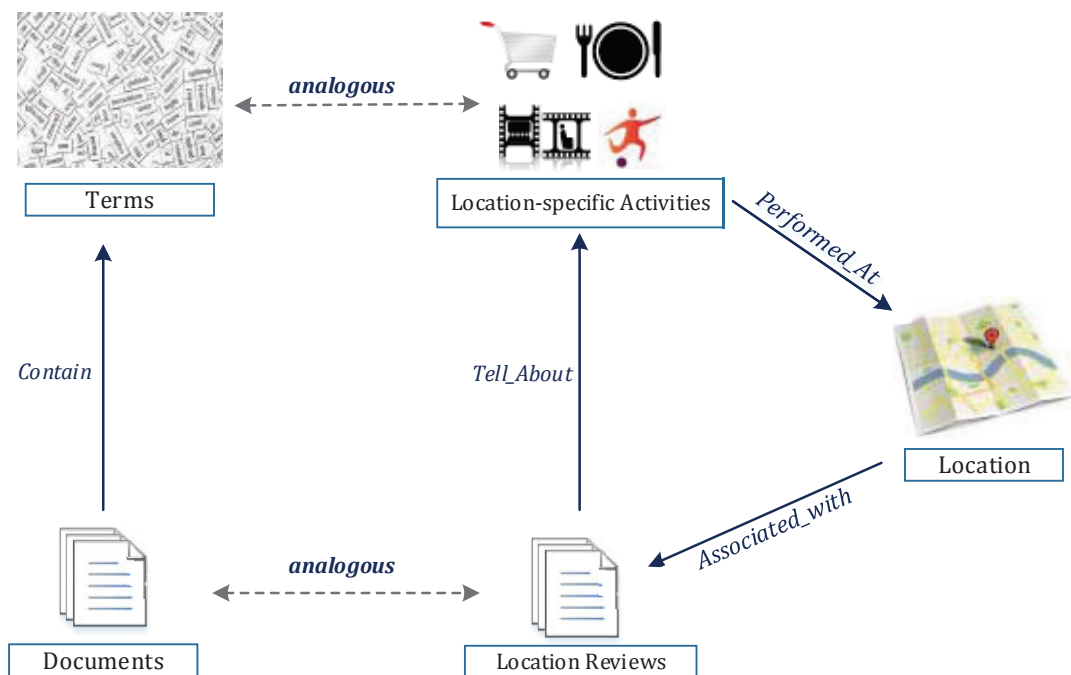 analogous
Terms
Location-specific Activities
Performed_At
Contain
Tell_About
Location
Associated_with
analogous
Documents
Location Reviews